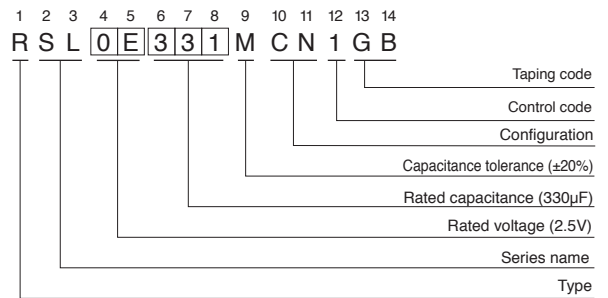 1 2 3 4 5 6 7 8 9 10 11 12 13 14
R S L 0 E 3 3 1 M C N 1 G B
Taping code
Control code
Configuration
Capacitance tolerance (±20%)
Rated capacitance (330μF)
Rated voltage (2.5V)
Series name
Type